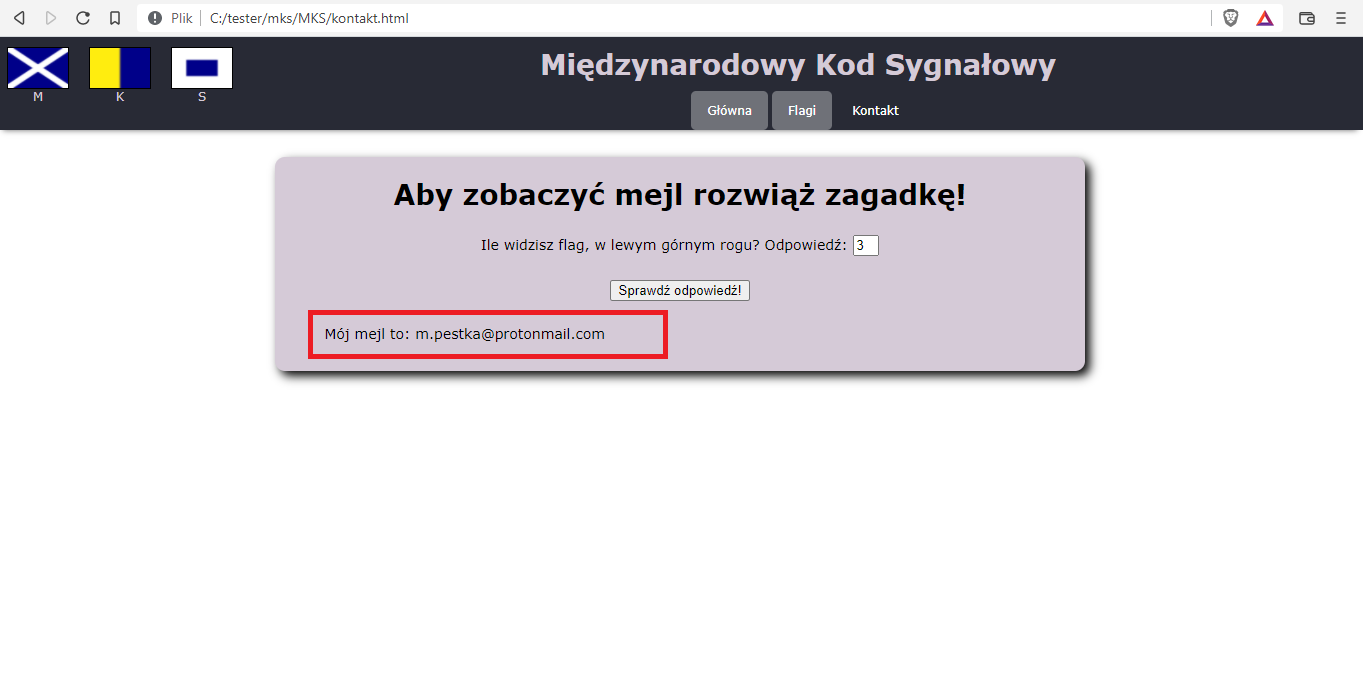 Plik C:/tester/mks/MKS/kontakt.html
M K S
Międzynarodowy Kod Sygnałowy
Główna Flagi Kontakt
Aby zobaczyć mejl rozwiąż zagadkę!
Ile widzisz flag, w lewym górnym rogu? Odpowiedź: 3
Sprawdź odpowiedź!
Mój mejl to: m.pestka@protonmail.com